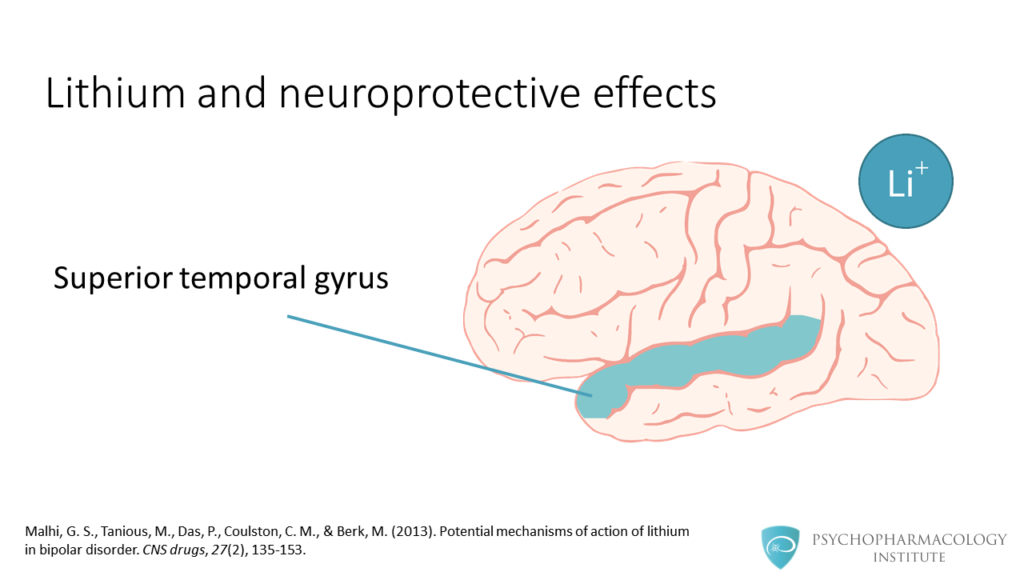 Lithium and neuroprotective effects
Li+
Superior temporal gyrus
Malhi, G. S., Tanious, M., Das, P., Coulston, C. M., & Berk, M. (2013). Potential mechanisms of action of lithium
in bipolar disorder. CNS drugs, 27(2), 135-153.
PSYCHOPHARMACOLOGY
INSTITUTE